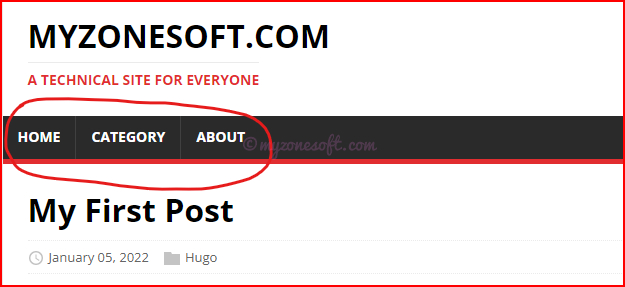 MYZONESOFT.COM
A TECHNICAL SITE FOR EVERYONE
HOME CATEGORY ABOUT
©myzonesoft.com
My First Post
January 05, 2022 Hugo